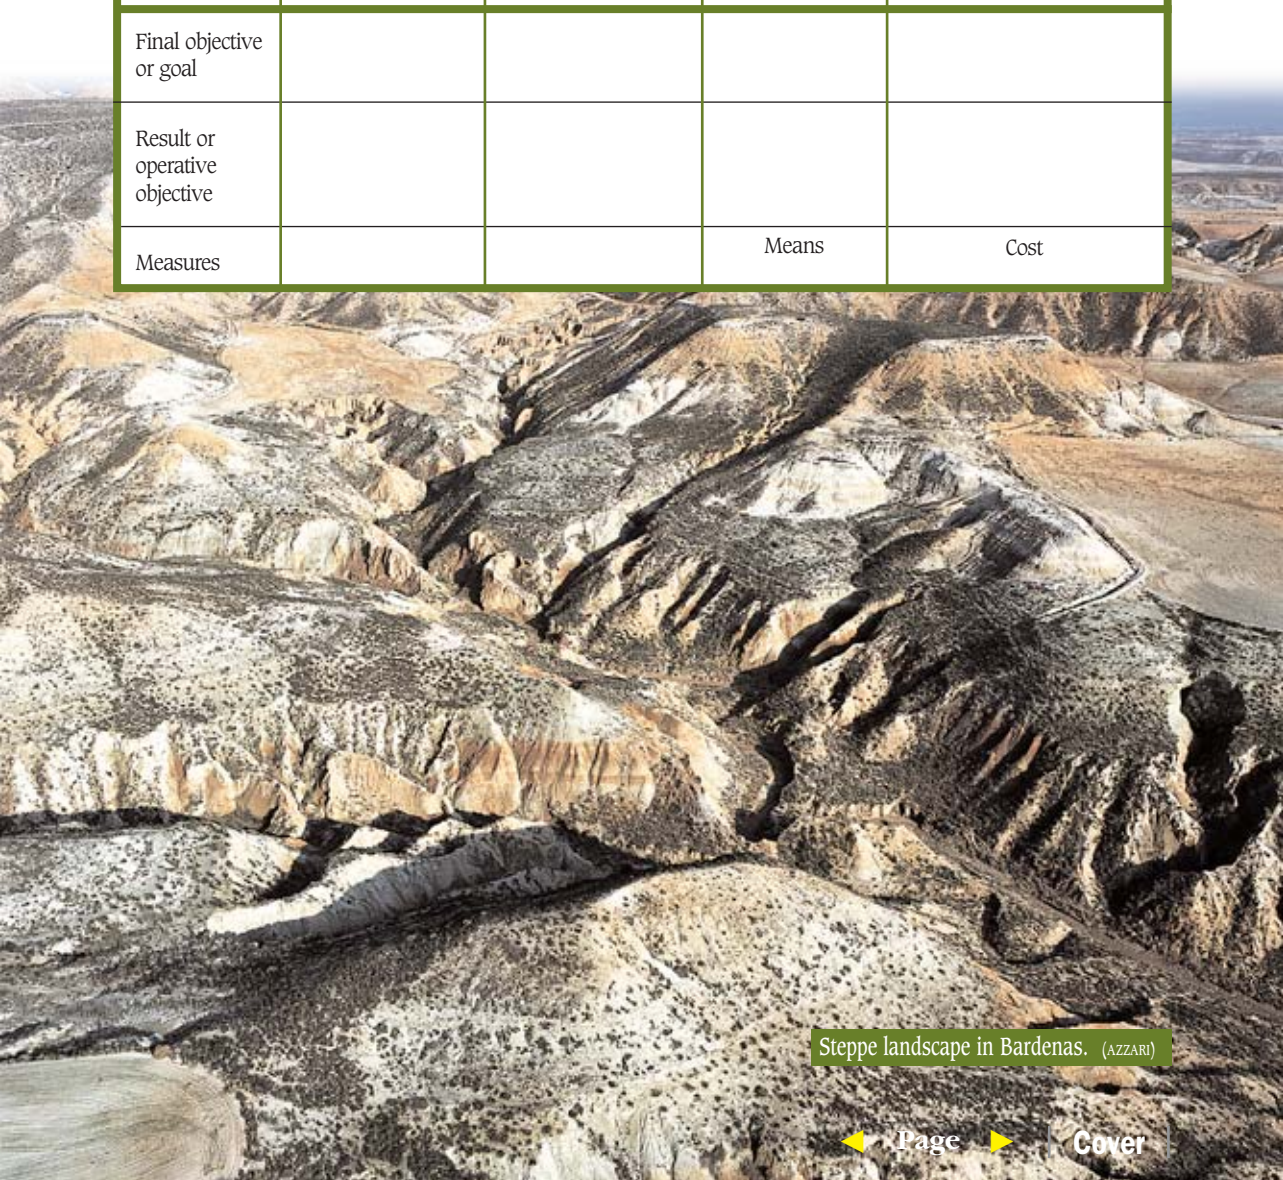 Final objective
or goal
Result or
operative
objective
Measures
Means
Cost
Steppe landscape in Bardenas. (AZZARI)
Page
Cover